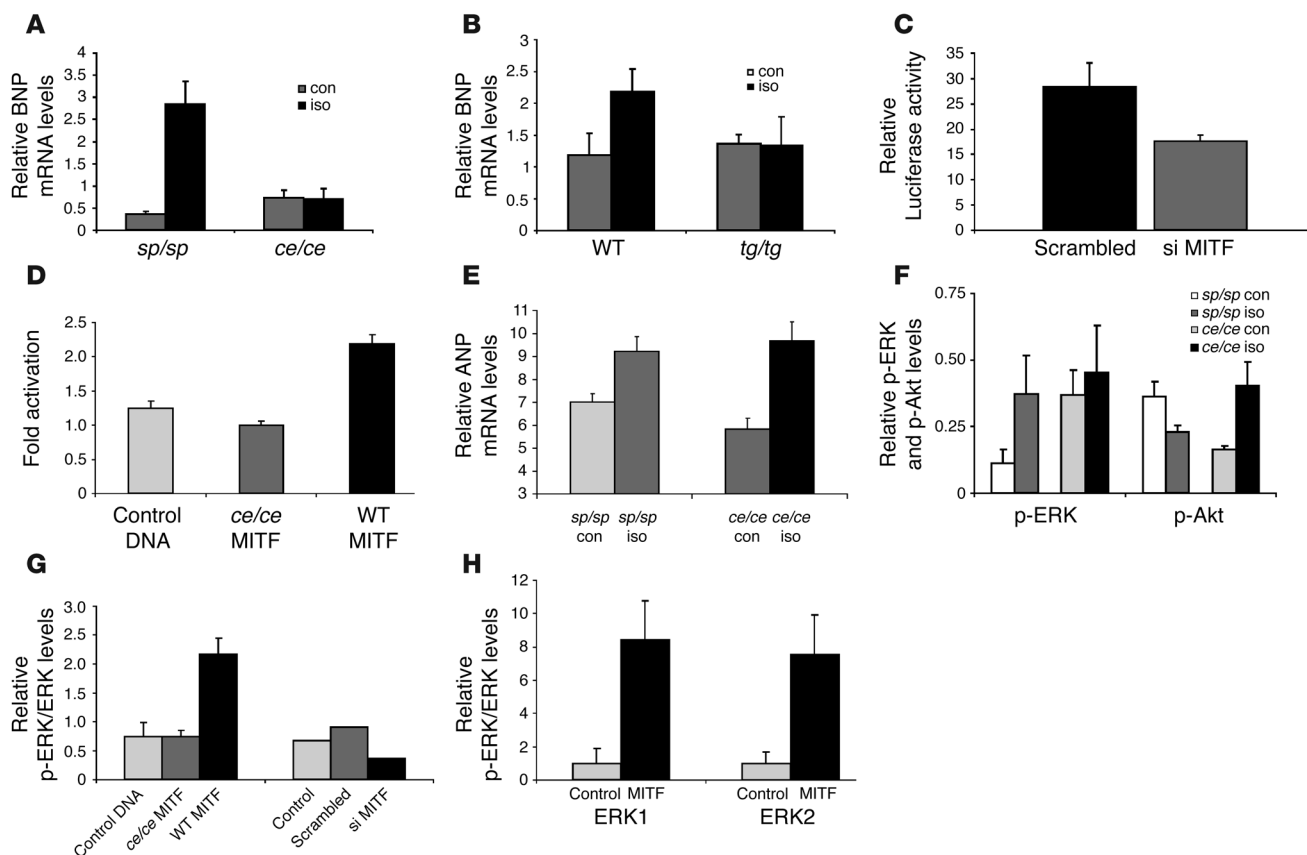 A
Relative BNP
mRNA levels
4
3.5
3
2.5
2
1.5
1
0.5
0
con
iso
sp/sp
ce/ce
B
Relative BNP
mRNA levels
2.5
2
1.5
1
0.5
0
con
iso
WT
tg/tg
C
Relative
Luciferase activity
35
30
25
20
15
10
5
0
Scrambled
si MITF
D
Fold activation
2.5
2.0
1.5
1.0
0.5
0
Control
DNA
ce/ce
MITF
WT
MITF
E
Relative ANP
mRNA levels
11
10
9
8
7
6
5
4
3
sp/sp
con
sp/sp
iso
ce/ce
con
ce/ce
iso
F
Relative p-ERK
and p-Akt levels
0.75
0.50
0.25
0
sp/sp con
sp/sp iso
ce/ce con
ce/ce iso
p-ERK
p-Akt
G
Relative
p-ERK/ERK levels
3.0
2.5
2.0
1.5
1.0
0.5
0
Control DNA
ce/ce MITF
WT MITF
Control
Scrambled
si MITF
H
Relative
p-ERK/ERK levels
12
10
8
6
4
2
0
Control MITF
ERK1
Control MITF
ERK2